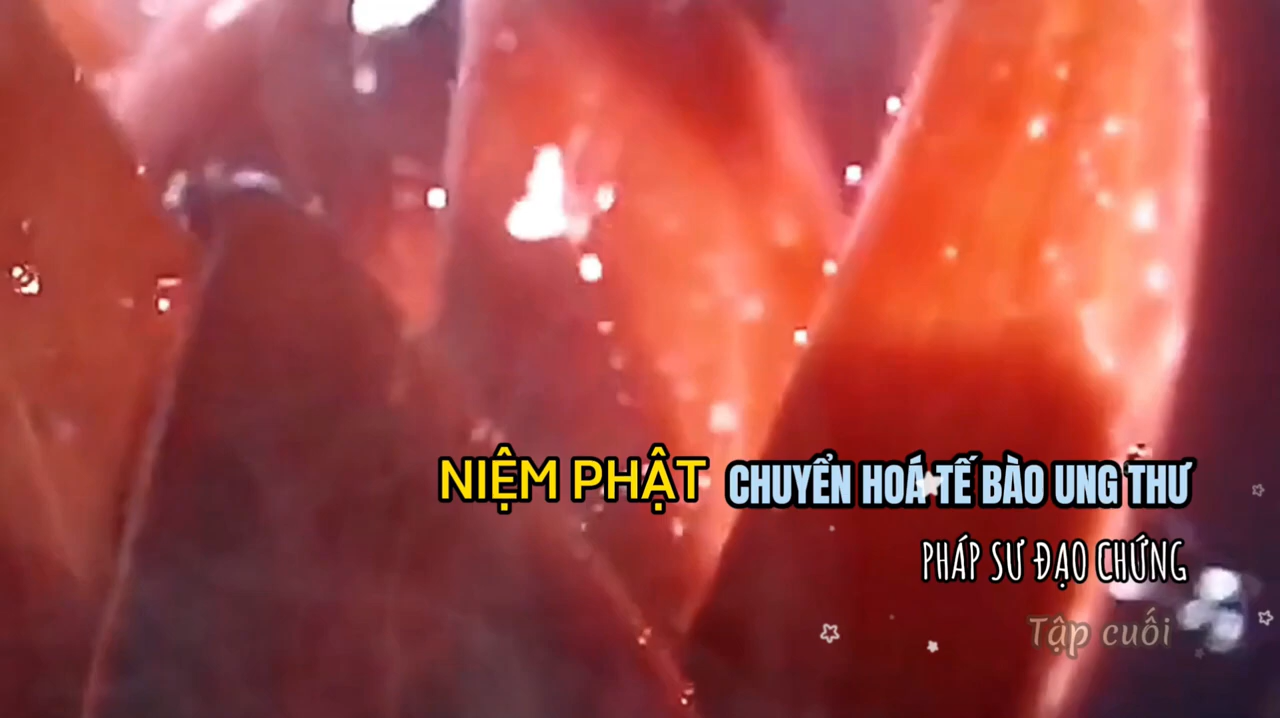 NIỆM PHẬT CHUYỂN HOÁ TẾ BÀO UNG THƯ
PHÁP SƯ ĐẠO CHỨNG
Tập cuối